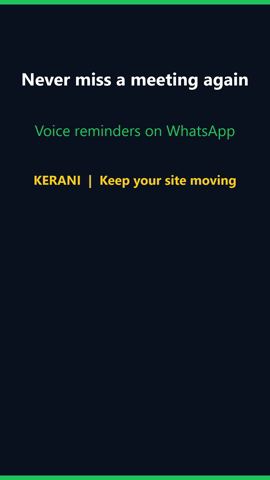 Never miss a meeting again
Voice reminders on WhatsApp
KERANI | Keep your site moving